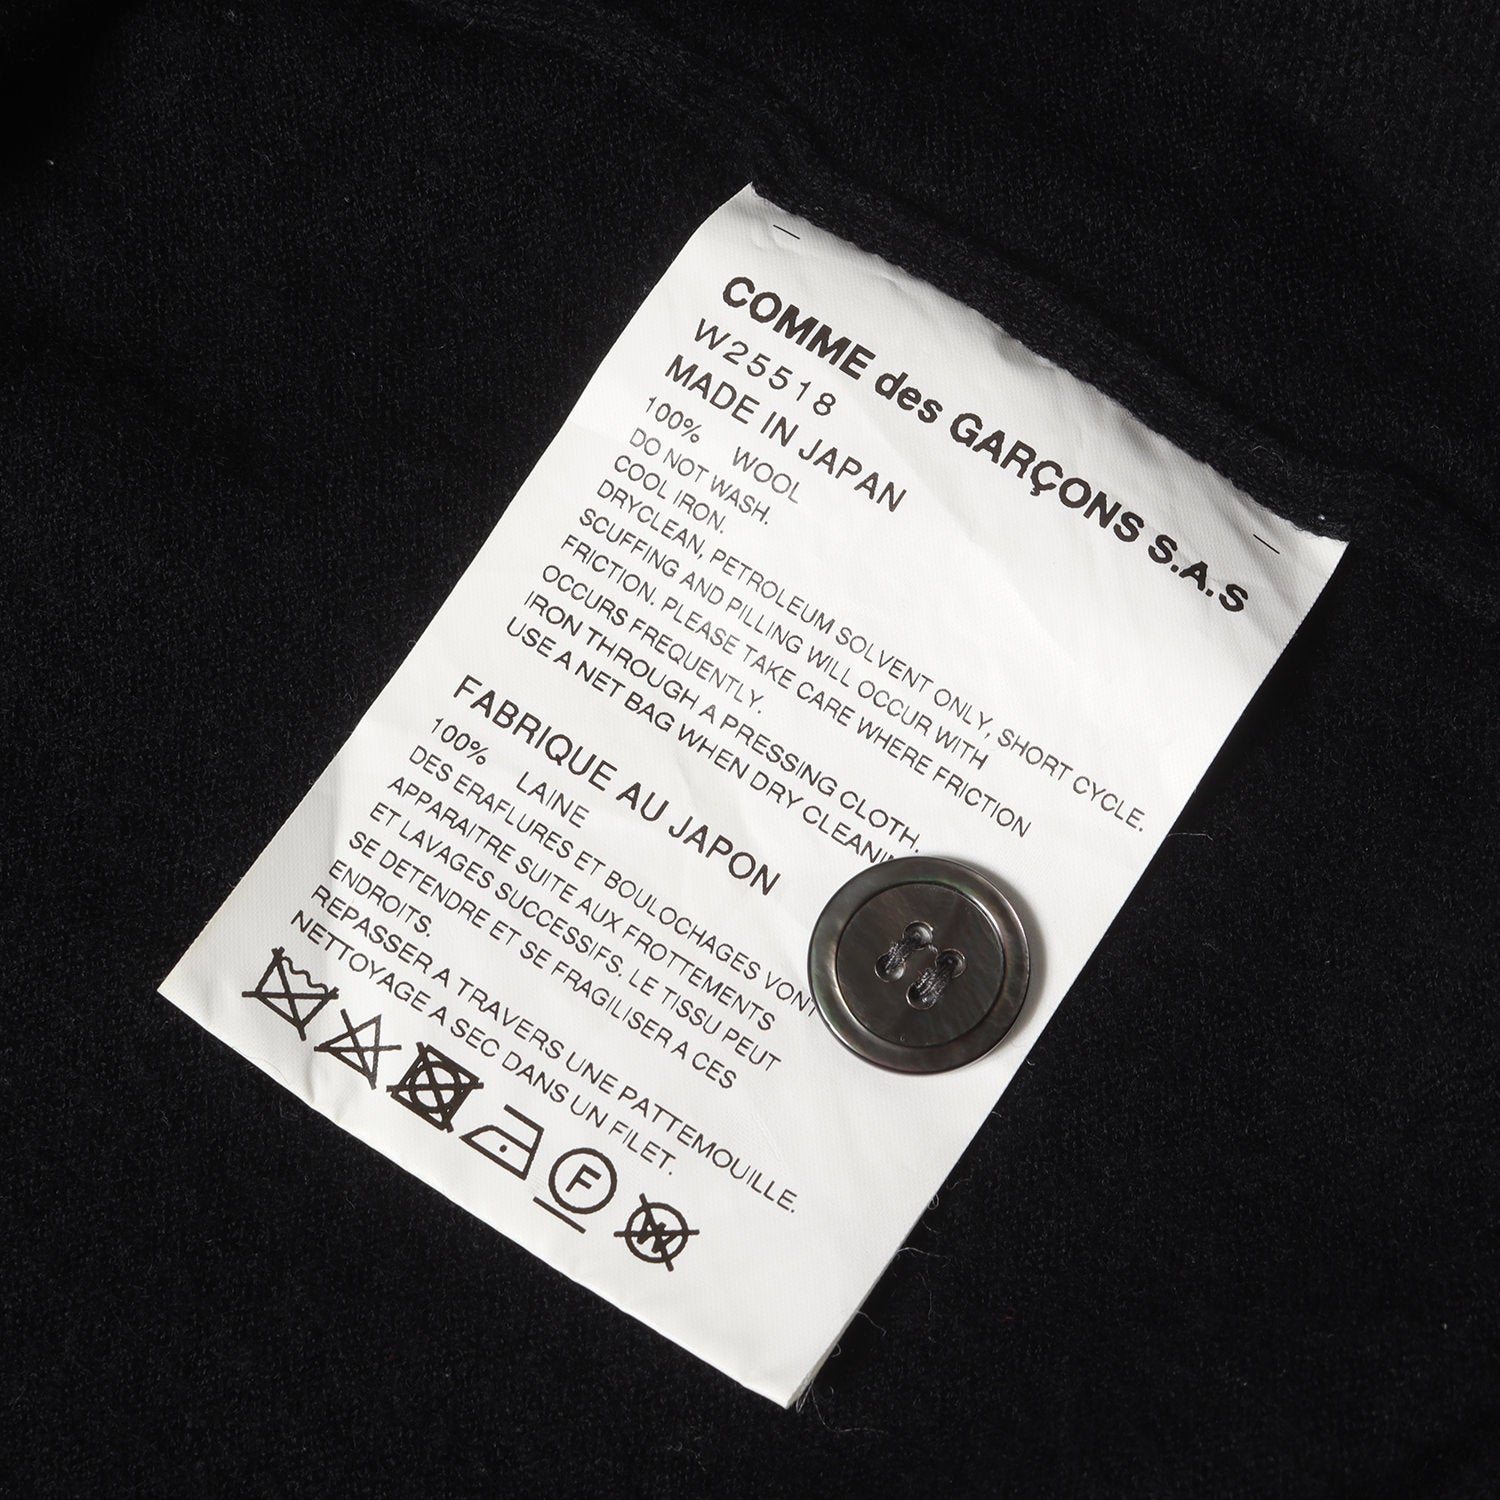 COMME des GARÇONS S.A.S
W25518
MADE IN JAPAN
100% WOOL
DO NOT WASH.
COOL IRON.
DRYCLEAN, PETROLEUM SOLVENT ONLY, SHORT CYCLE.
SCUFFING AND PILLING WILL OCCUR WITH
FRICTION. PLEASE TAKE CARE WHERE FRICTION
OCCURS FREQUENTLY.
IRON THROUGH A PRESSING CLOTH.
USE A NET BAG WHEN DRY
FABRIQUE AU JAPON
100% LAINE
DES ERAFLURES ET BOULOCHAGES VONT
APPARAITRE SUITE AUX FROTTEMENTS
ET LAVAGES SUCCESSIFS. LE TISSU PEUT
SE DETENDRE ET SE FRAGILISER A CES
ENDROITS.
REPASSER A TRAVERS UNE PATTEMOUILLE.
NETTOYAGE A SEC DANS UN FILET.
F
W